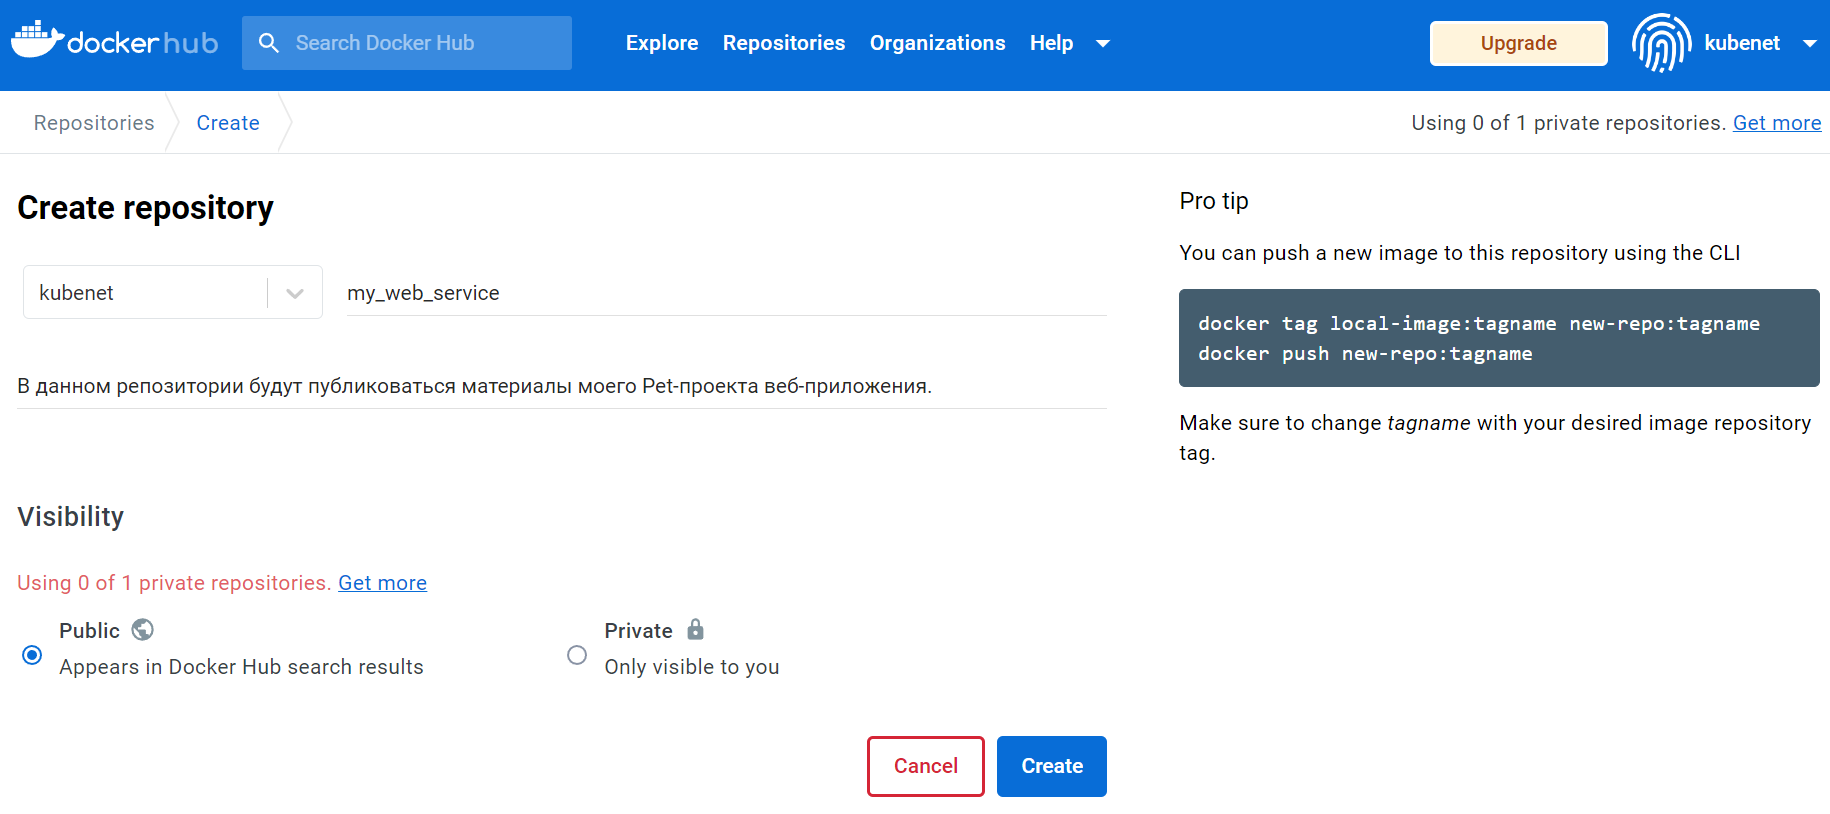 docker hub
Search Docker Hub
Explore
Repositories
Organizations
Help
Upgrade
kubenet
Repositories
Create
Using 0 of 1 private repositories. Get more
Create repository
kubenet
my_web_service
В данном репозитории будут публиковаться материалы моего Pet-проекта веб-приложения.
Visibility
Using 0 of 1 private repositories. Get more
Public
Appears in Docker Hub search results
Private
Only visible to you
Cancel
Create
Pro tip
You can push a new image to this repository using the CLI
docker tag local-image:tagname new-repo:tagname
docker push new-repo:tagname
Make sure to change tagname with your desired image repository
tag.